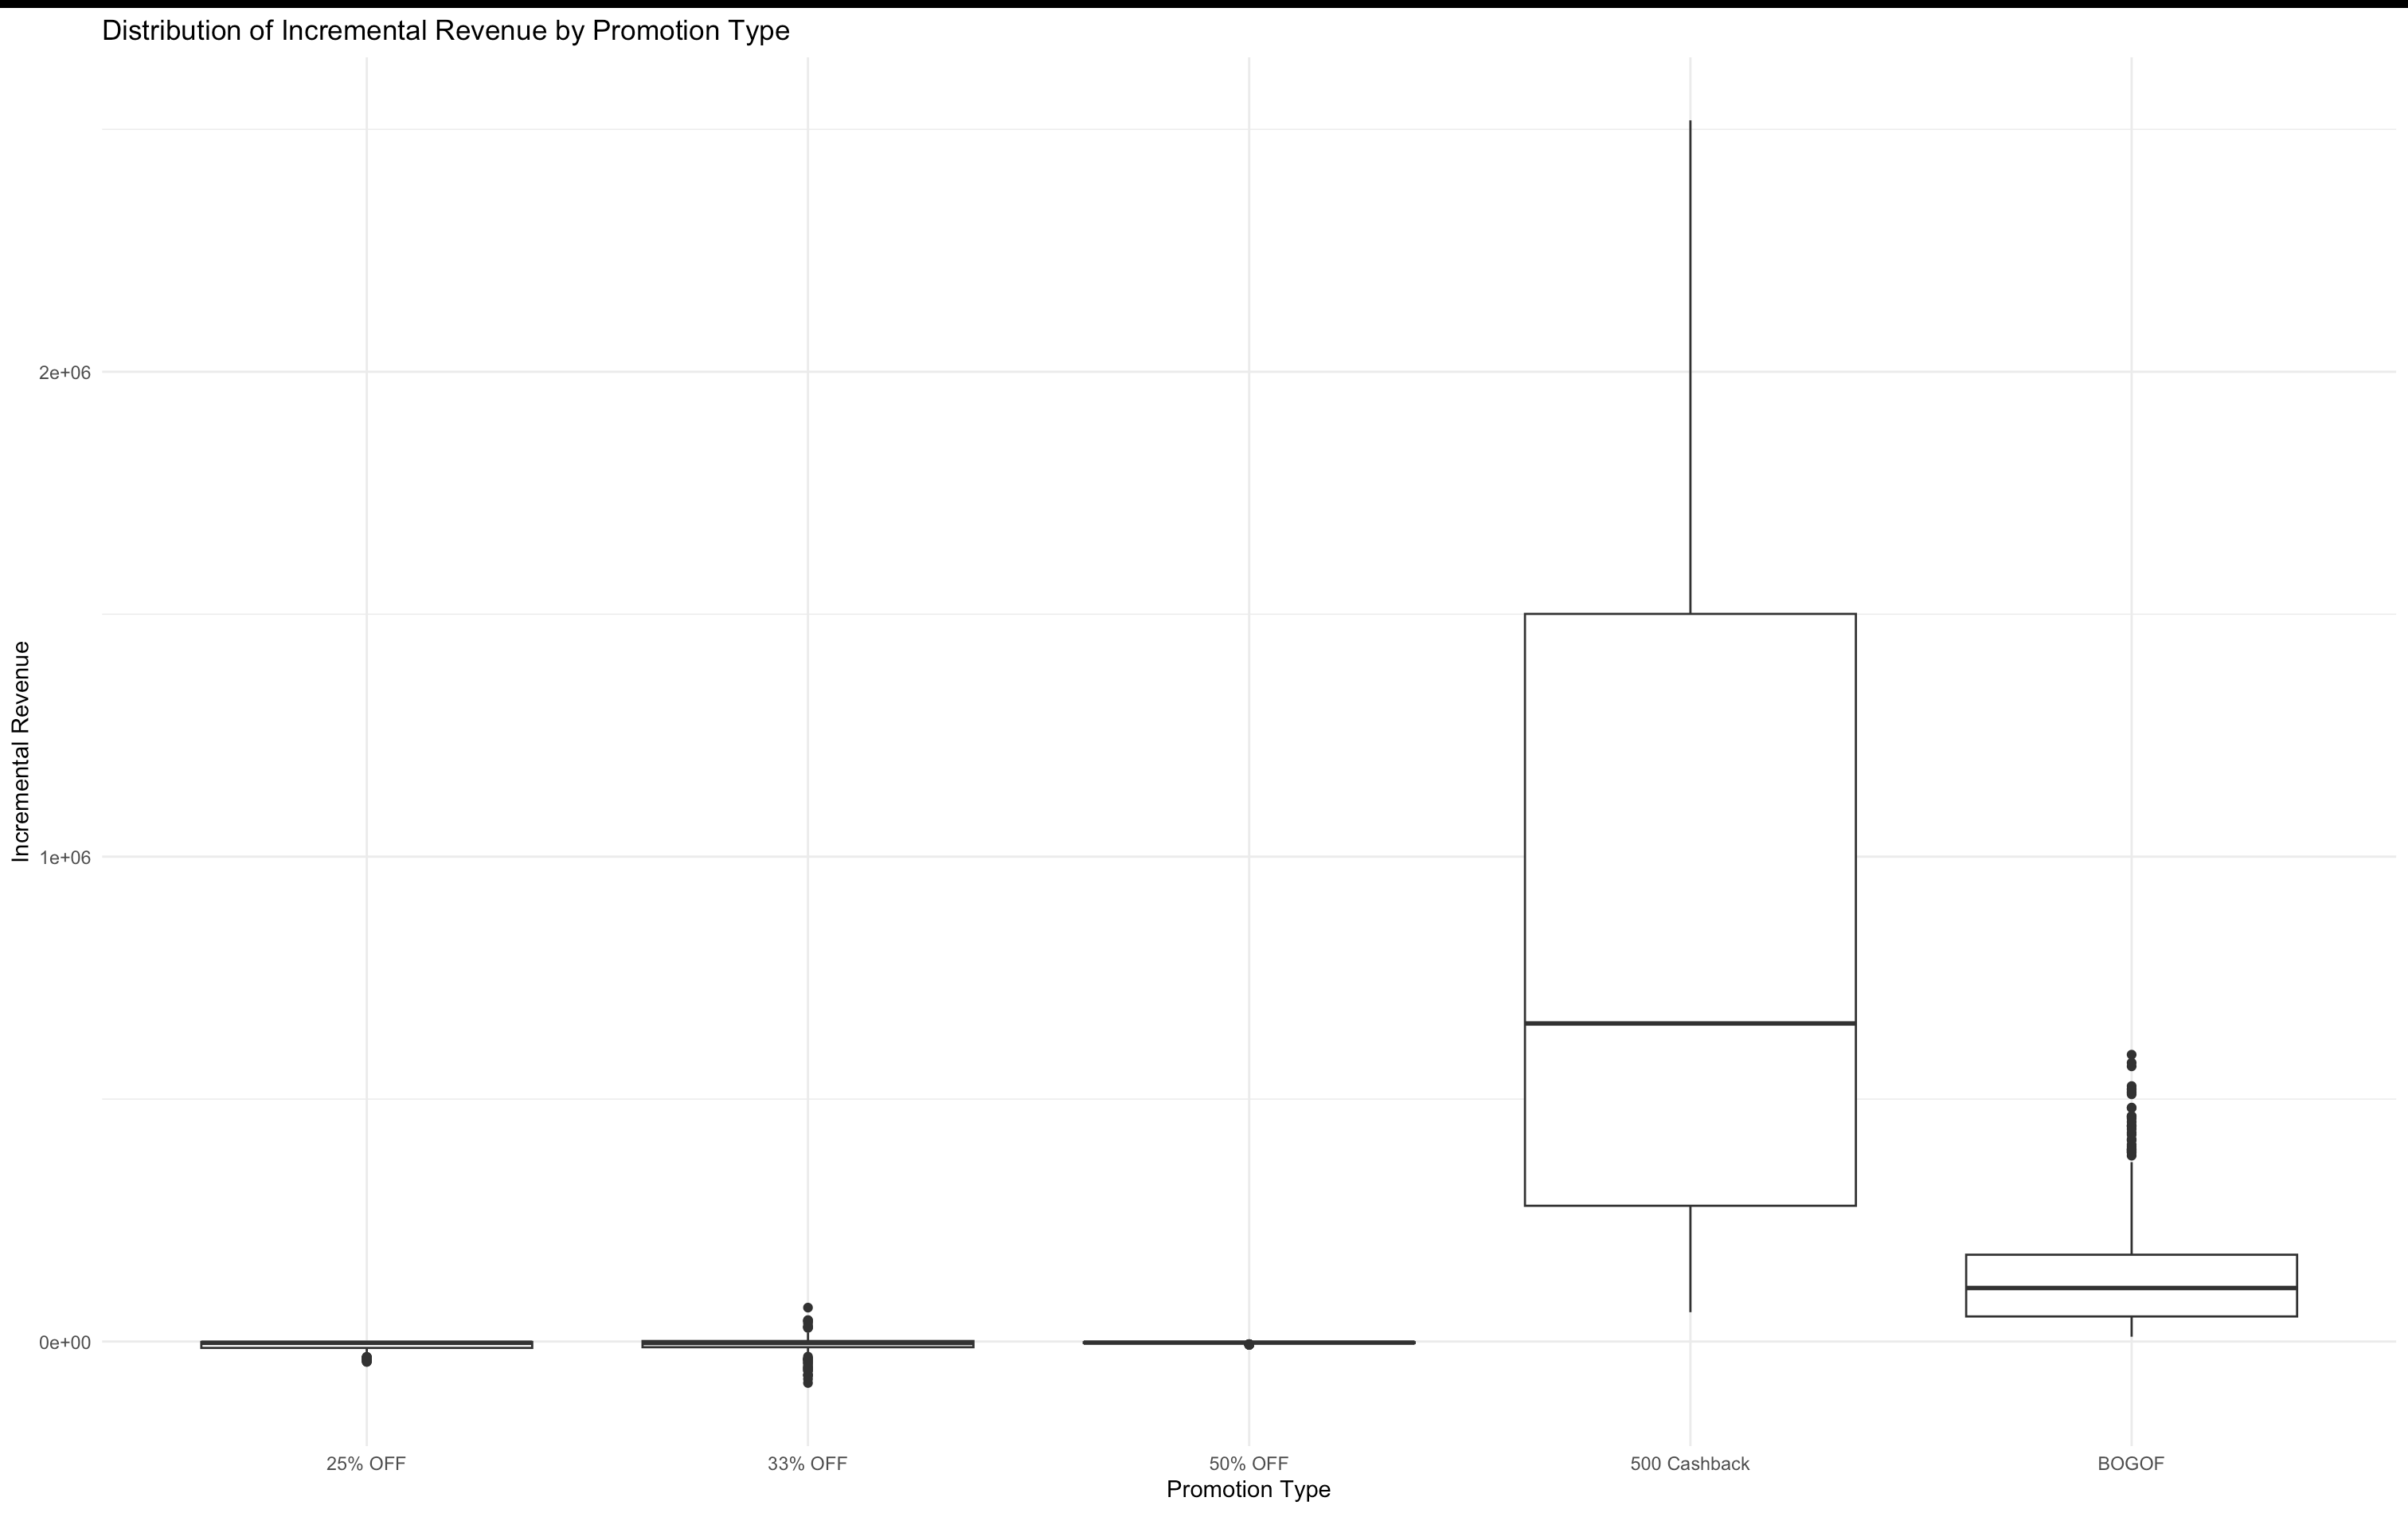 Distribution of Incremental Revenue by Promotion Type
Incremental Revenue
2e+06
1e+06
0e+00
25% OFF
33% OFF
50% OFF
500 Cashback
BOGOF
Promotion Type